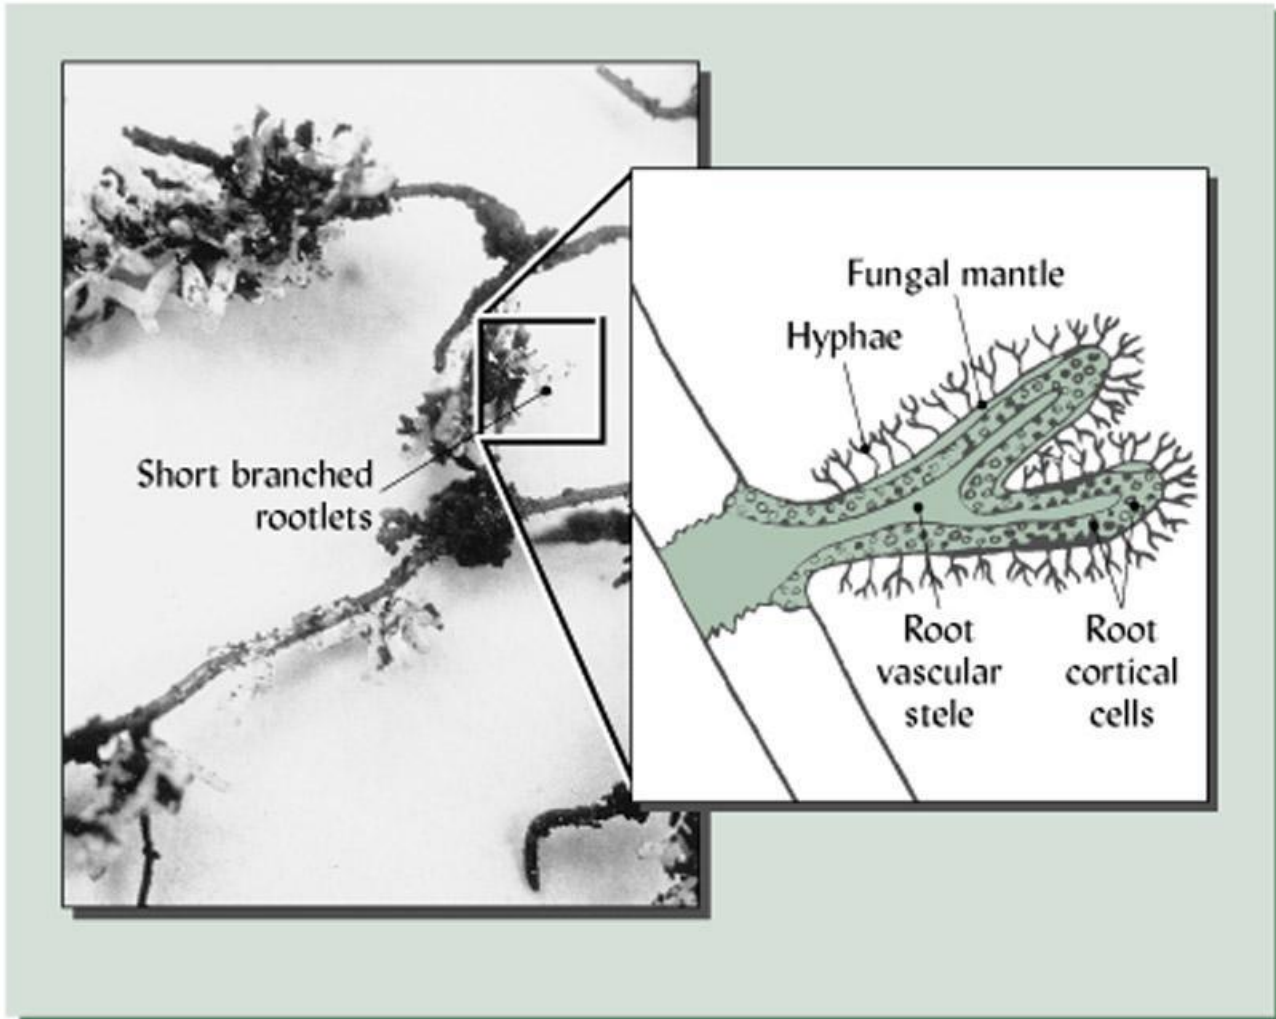 Fungal mantle
Hyphae
Short branched
rootlets
Root
vascular
stele
Root
cortical
cells